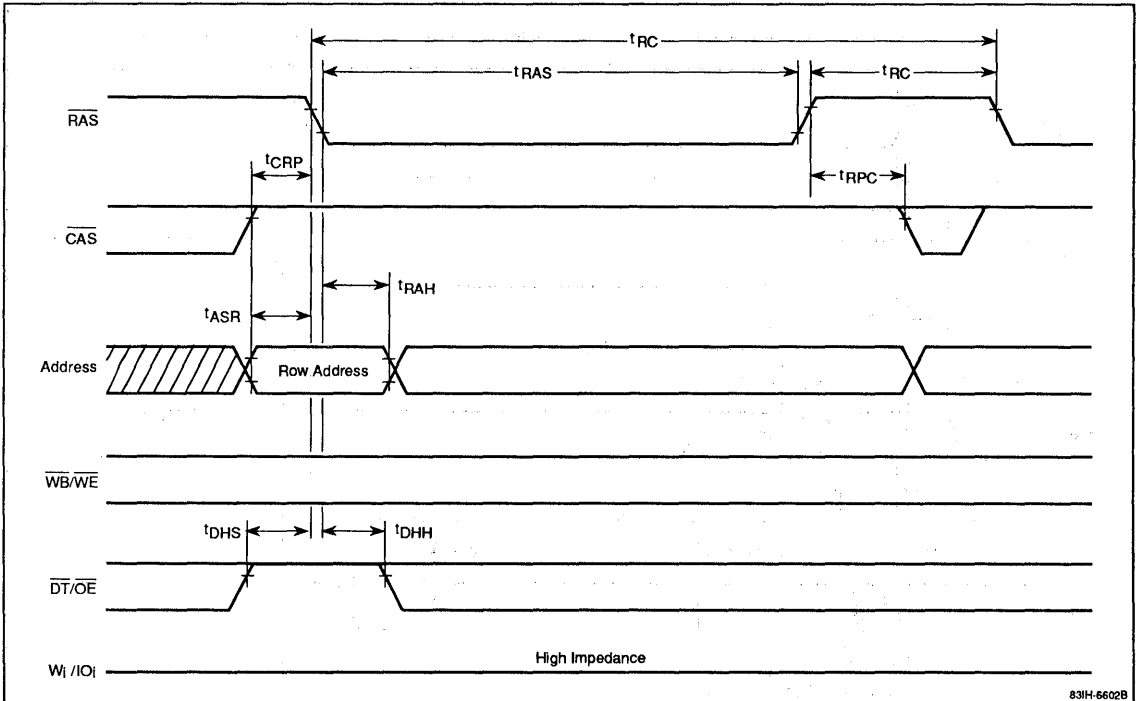 tRC
tRAS
tRC
RAS
tCRP
tRPC
CAS
tRAH
tASR
Address
Row Address
WB/WE
tDHS
tDHH
DT/OE
High Impedance
Wi /IOi
83IH-6602B